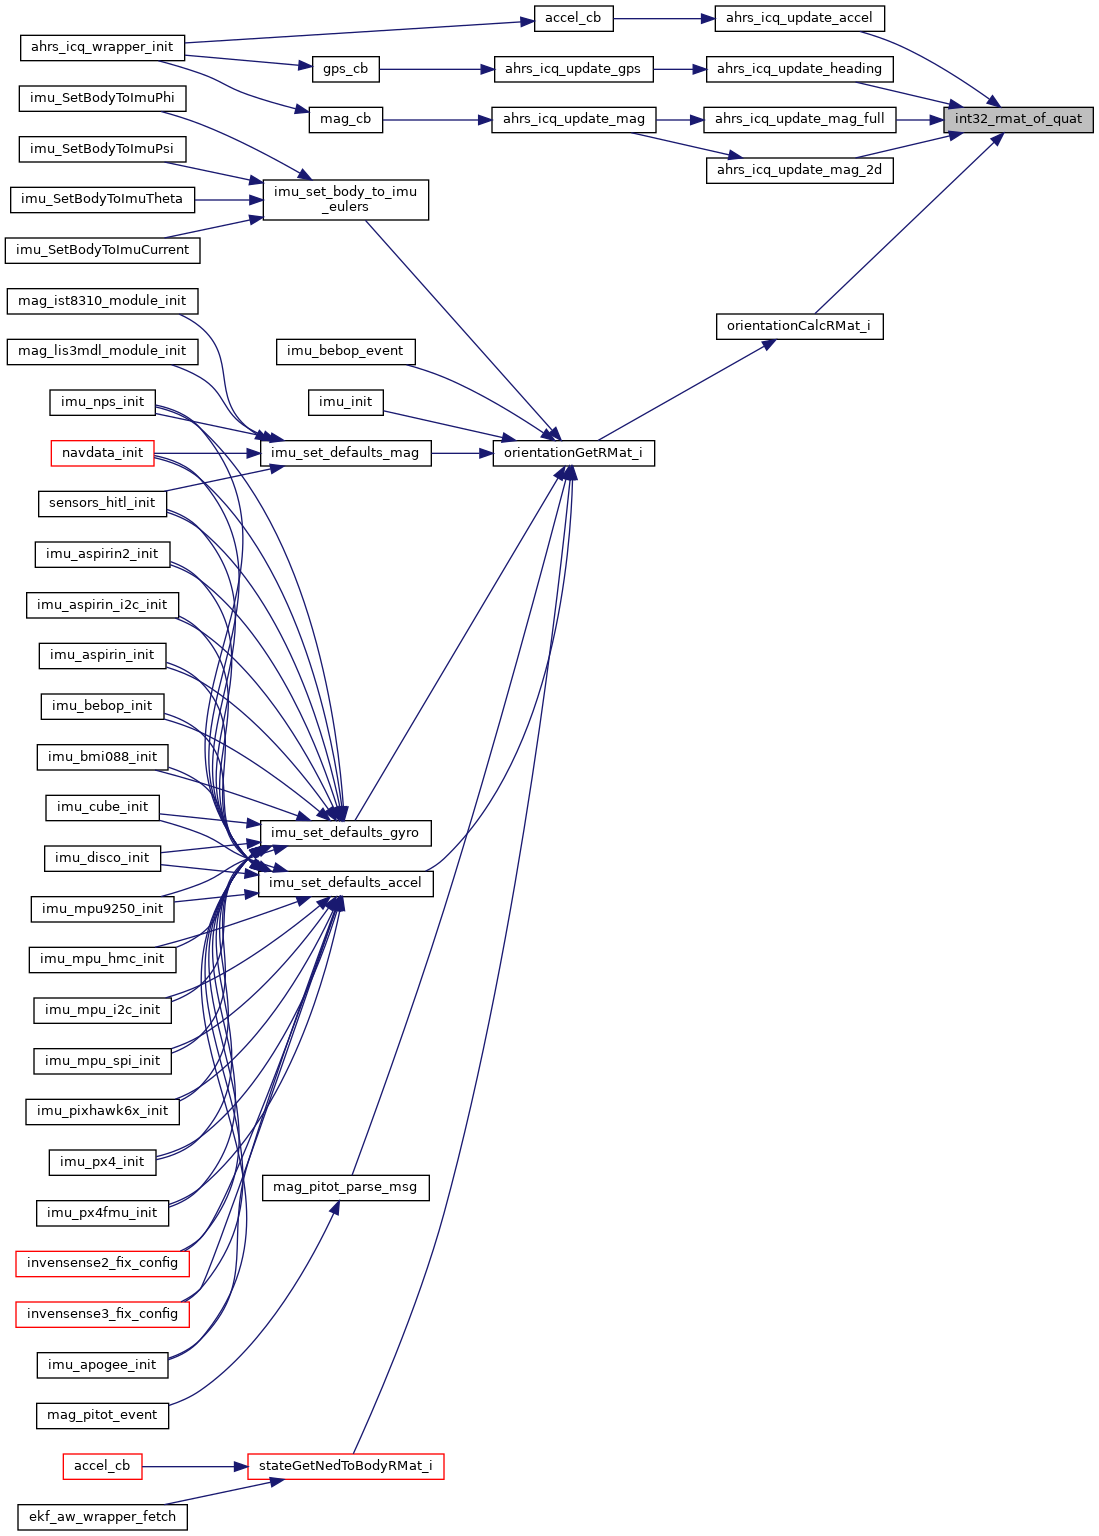 accel_cb
ahrs_icq_update_accel
ahrs_icq_wrapper_init
gps_cb
ahrs_icq_update_gps
ahrs_icq_update_heading
imu_SetBodyToImuPhi
mag_cb
ahrs_icq_update_mag
ahrs_icq_update_mag_full
int32_rmat_of_quat
imu_SetBodyToImuPsi
ahrs_icq_update_mag_2d
imu_SetBodyToImuTheta
imu_set_body_to_imu
_eulers
imu_SetBodyToImuCurrent
mag_ist8310_module_init
orientationCalcRMat_i
mag_lis3mdl_module_init
imu_bebop_event
imu_nps_init
imu_init
navdata_init
imu_set_defaults_mag
orientationGetRMat_i
sensors_hitl_init
imu_aspirin2_init
imu_aspirin_i2c_init
imu_aspirin_init
imu_bebop_init
imu_bmi088_init
imu_cube_init
imu_set_defaults_gyro
imu_disco_init
imu_set_defaults_accel
imu_mpu9250_init
imu_mpu_hmc_init
imu_mpu_i2c_init
imu_mpu_spi_init
imu_pixhawk6x_init
imu_px4_init
mag_pitot_parse_msg
imu_px4fmu_init
invensense2_fix_config
invensense3_fix_config
imu_apogee_init
mag_pitot_event
accel_cb
stateGetNedToBodyRMat_i
ekf_aw_wrapper_fetch